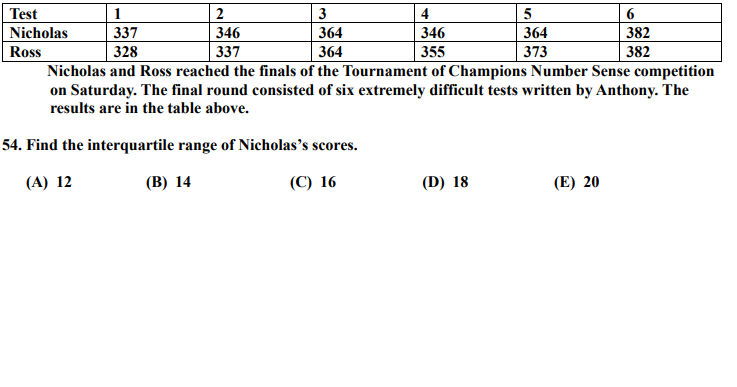 Test 1 2 3 4 5 6
Nicholas 337 346 364 346 364 382
Ross 328 337 364 355 373 382
Nicholas and Ross reached the finals of the Tournament of Champions Number Sense competition
on Saturday. The final round consisted of six extremely difficult tests written by Anthony. The
results are in the table above.
54. Find the interquartile range of Nicholas’s scores.
(A) 12 (B) 14 (C) 16 (D) 18 (E) 20